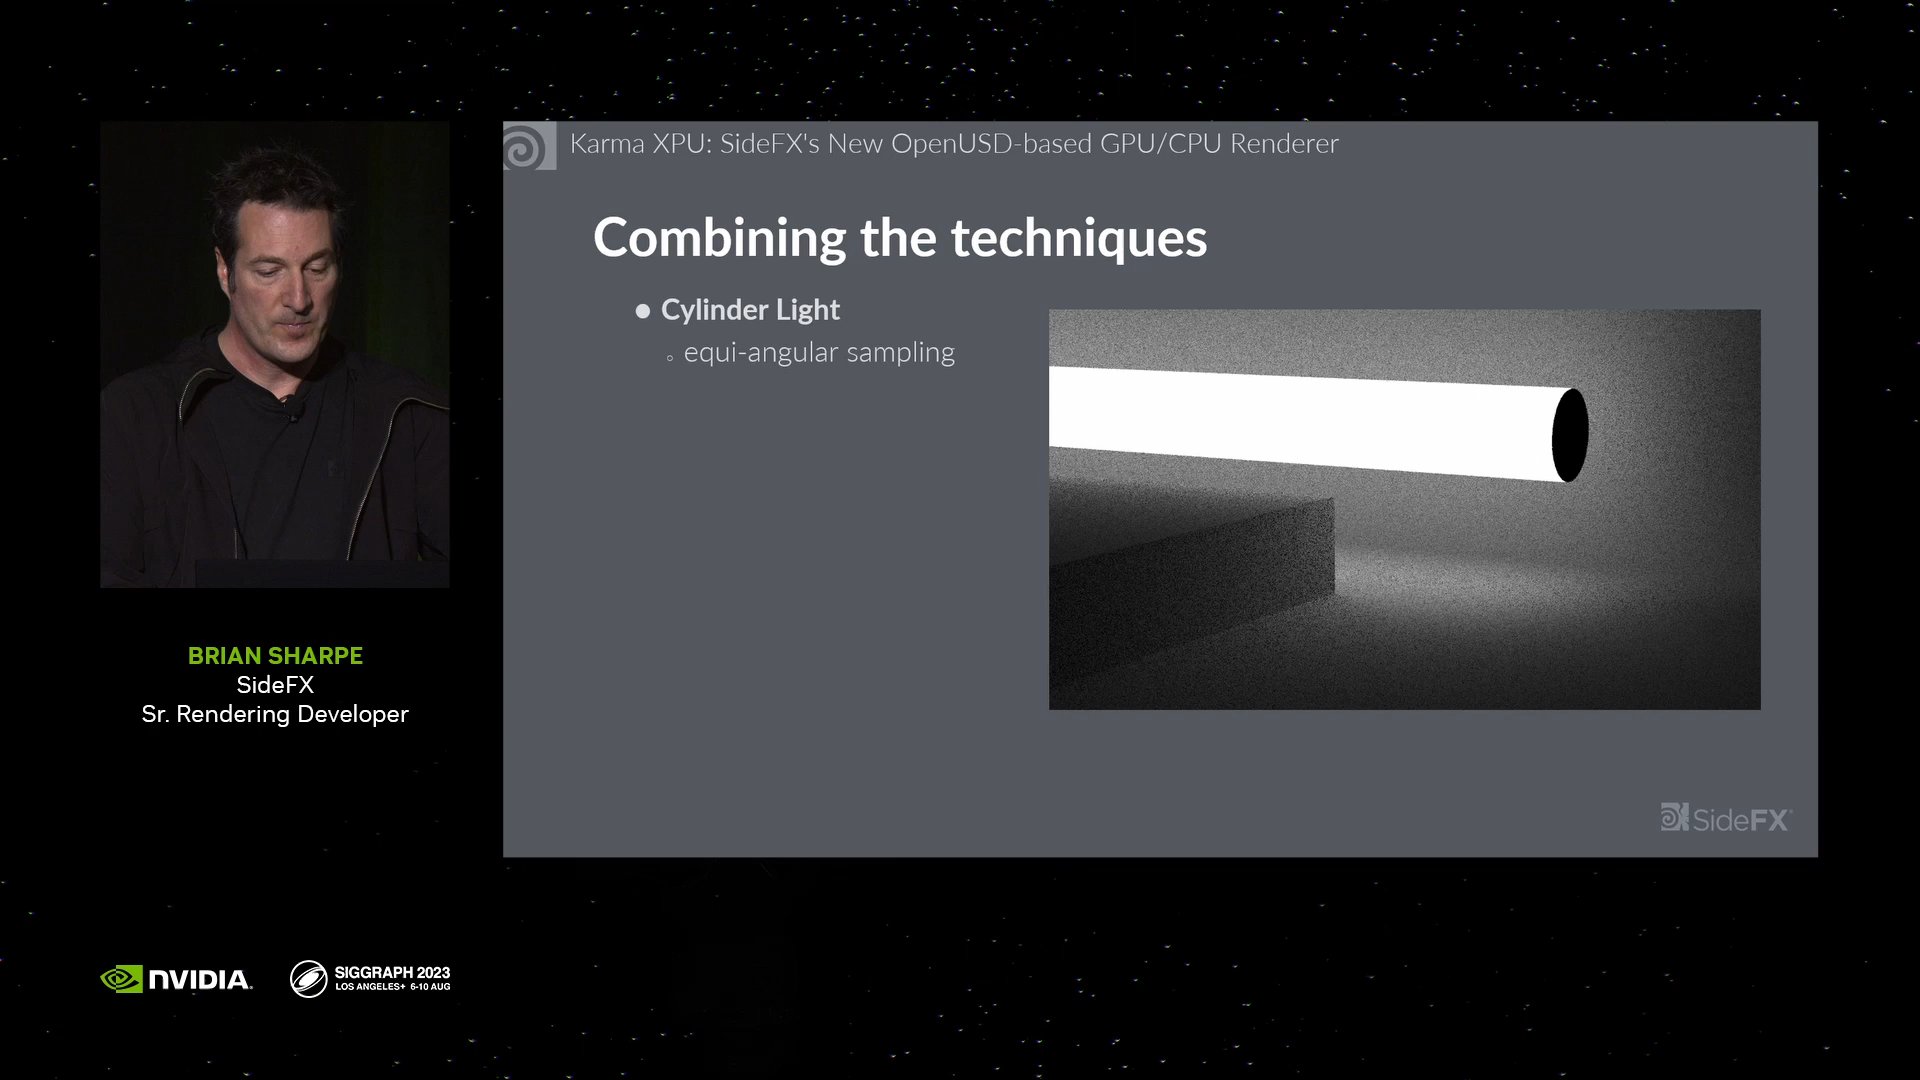 Karma XPU: SideFX's New OpenUSD-based GPU/CPU Renderer
Combining the techniques
Cylinder Light
equi-angular sampling
SideFX
BRIAN SHARPE
SideFX
Sr. Rendering Developer
NVIDIA
SIGGRAPH 2023
LOS ANGELES+ 6-10 AUG